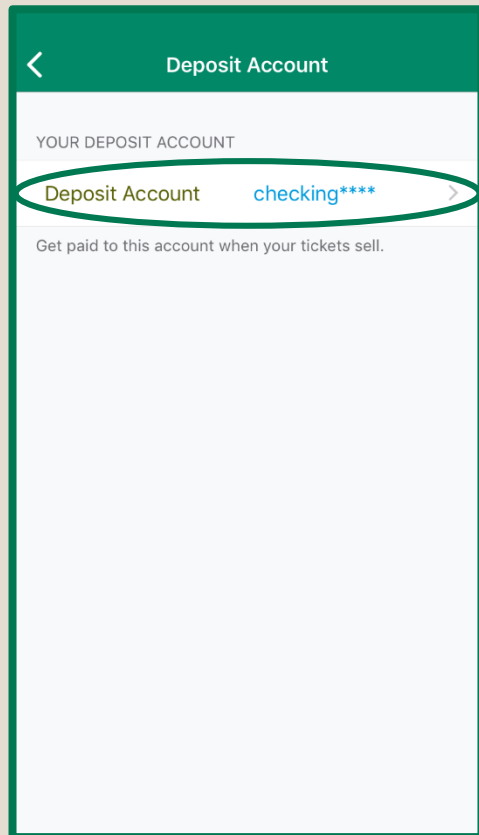 Deposit Account
YOUR DEPOSIT ACCOUNT
Deposit Account checking****
Get paid to this account when your tickets sell.